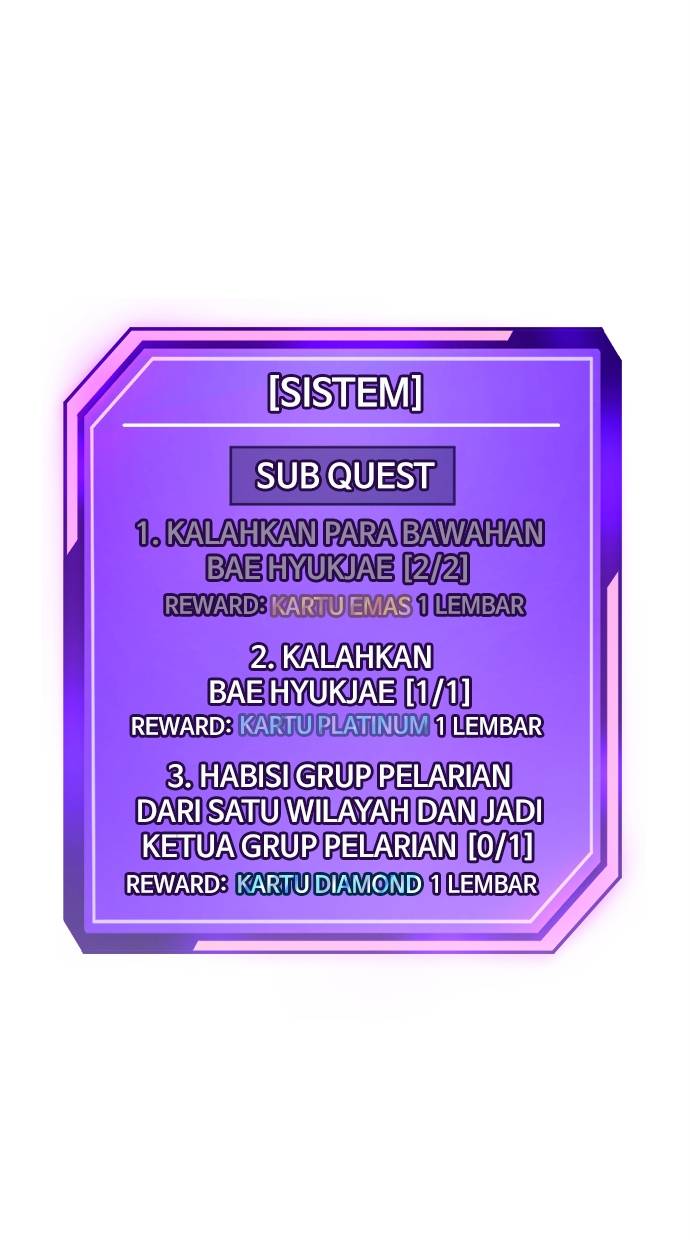 [SISTEM]
SUB QUEST
1. KALAHKAN PARA BAWAHAN
BAE HYUKJAE [2/2]
REWARD: KARTU EMAS 1 LEMBAR
2. KALAHKAN
BAE HYUKJAE [1/1]
REWARD: KARTU PLATINUM 1 LEMBAR
3. HABISI GRUP PELARIAN
DARI SATU WILAYAH DAN JADI
KETUA GRUP PELARIAN [0/1]
REWARD: KARTU DIAMOND 1 LEMBAR